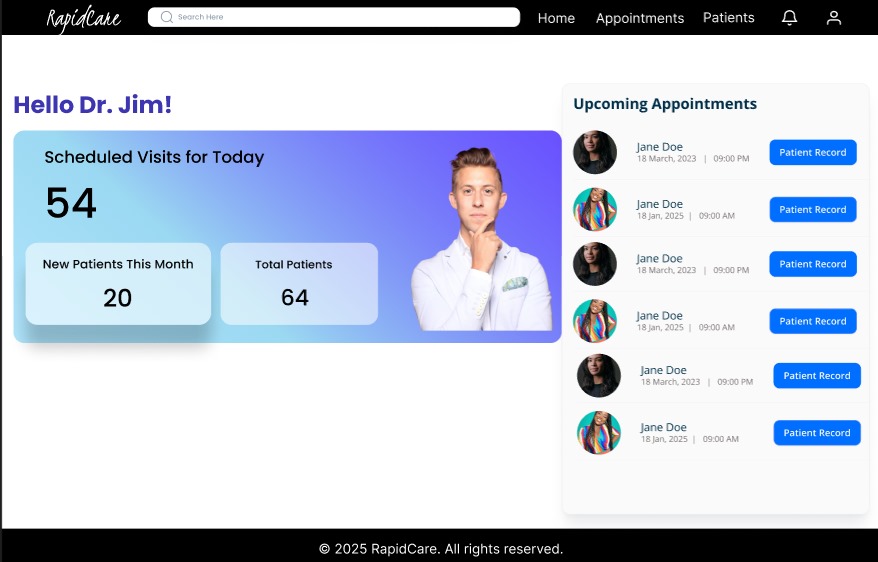 RapidCare
Search Here
Home
Appointments
Patients
Hello Dr. Jim!
Scheduled Visits for Today
54
New Patients This Month
20
Total Patients
64
Upcoming Appointments
Jane Doe
18 March, 2023 | 09:00 PM
Patient Record
Jane Doe
18 Jan, 2025 | 09:00 AM
Patient Record
Jane Doe
18 March, 2023 | 09:00 PM
Patient Record
Jane Doe
18 Jan, 2025 | 09:00 AM
Patient Record
Jane Doe
18 March, 2023 | 09:00 PM
Patient Record
Jane Doe
18 Jan, 2025 | 09:00 AM
Patient Record
© 2025 RapidCare. All rights reserved.